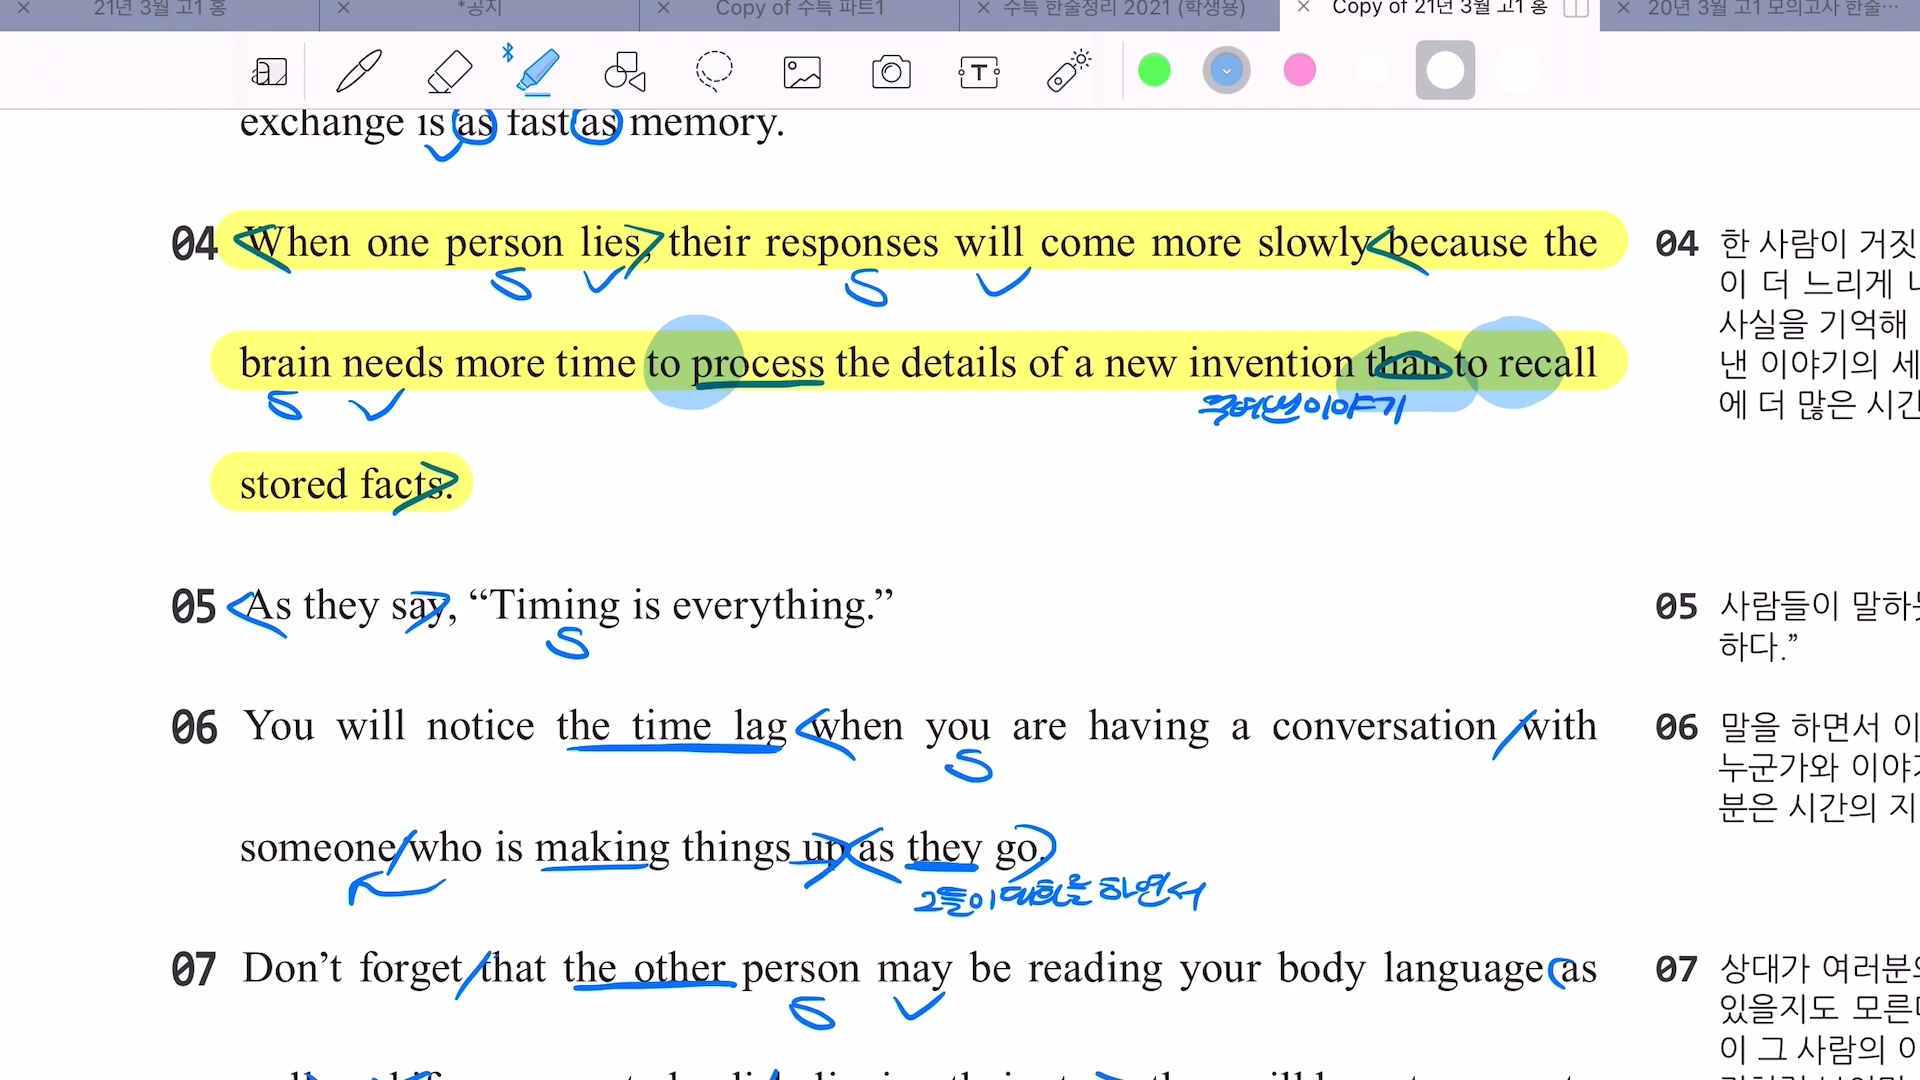 21년 3월 고1 홍
*공지
Copy of 수특 파트1
수특 한술정리 2021 (학생용)
Copy of 21년 3월 고1 홍
20년 3월 고1 모의고사 한술…
exchange is as fast as memory.
04 When one person lies, their responses will come more slowly because the
S S
brain needs more time to process the details of a new invention than to recall
S 꾸며낸 이야기
stored facts.
05 As they say, “Timing is everything.”
S
06 You will notice the time lag when you are having a conversation with
S
someone who is making things up as they go.
그들이 대화를 하면서
07 Don’t forget that the other person may be reading your body language as
S
04 한 사람이 거짓
이 더 느리게
사실을 기억해
낸 이야기의 세
에 더 많은 시간
05 사람들이 말하듯
하다.”
06 말을 하면서 이
누군가와 이야기
분은 시간의 지
07 상대가 여러분의
있을지도 모른다
이 그 사람의 이